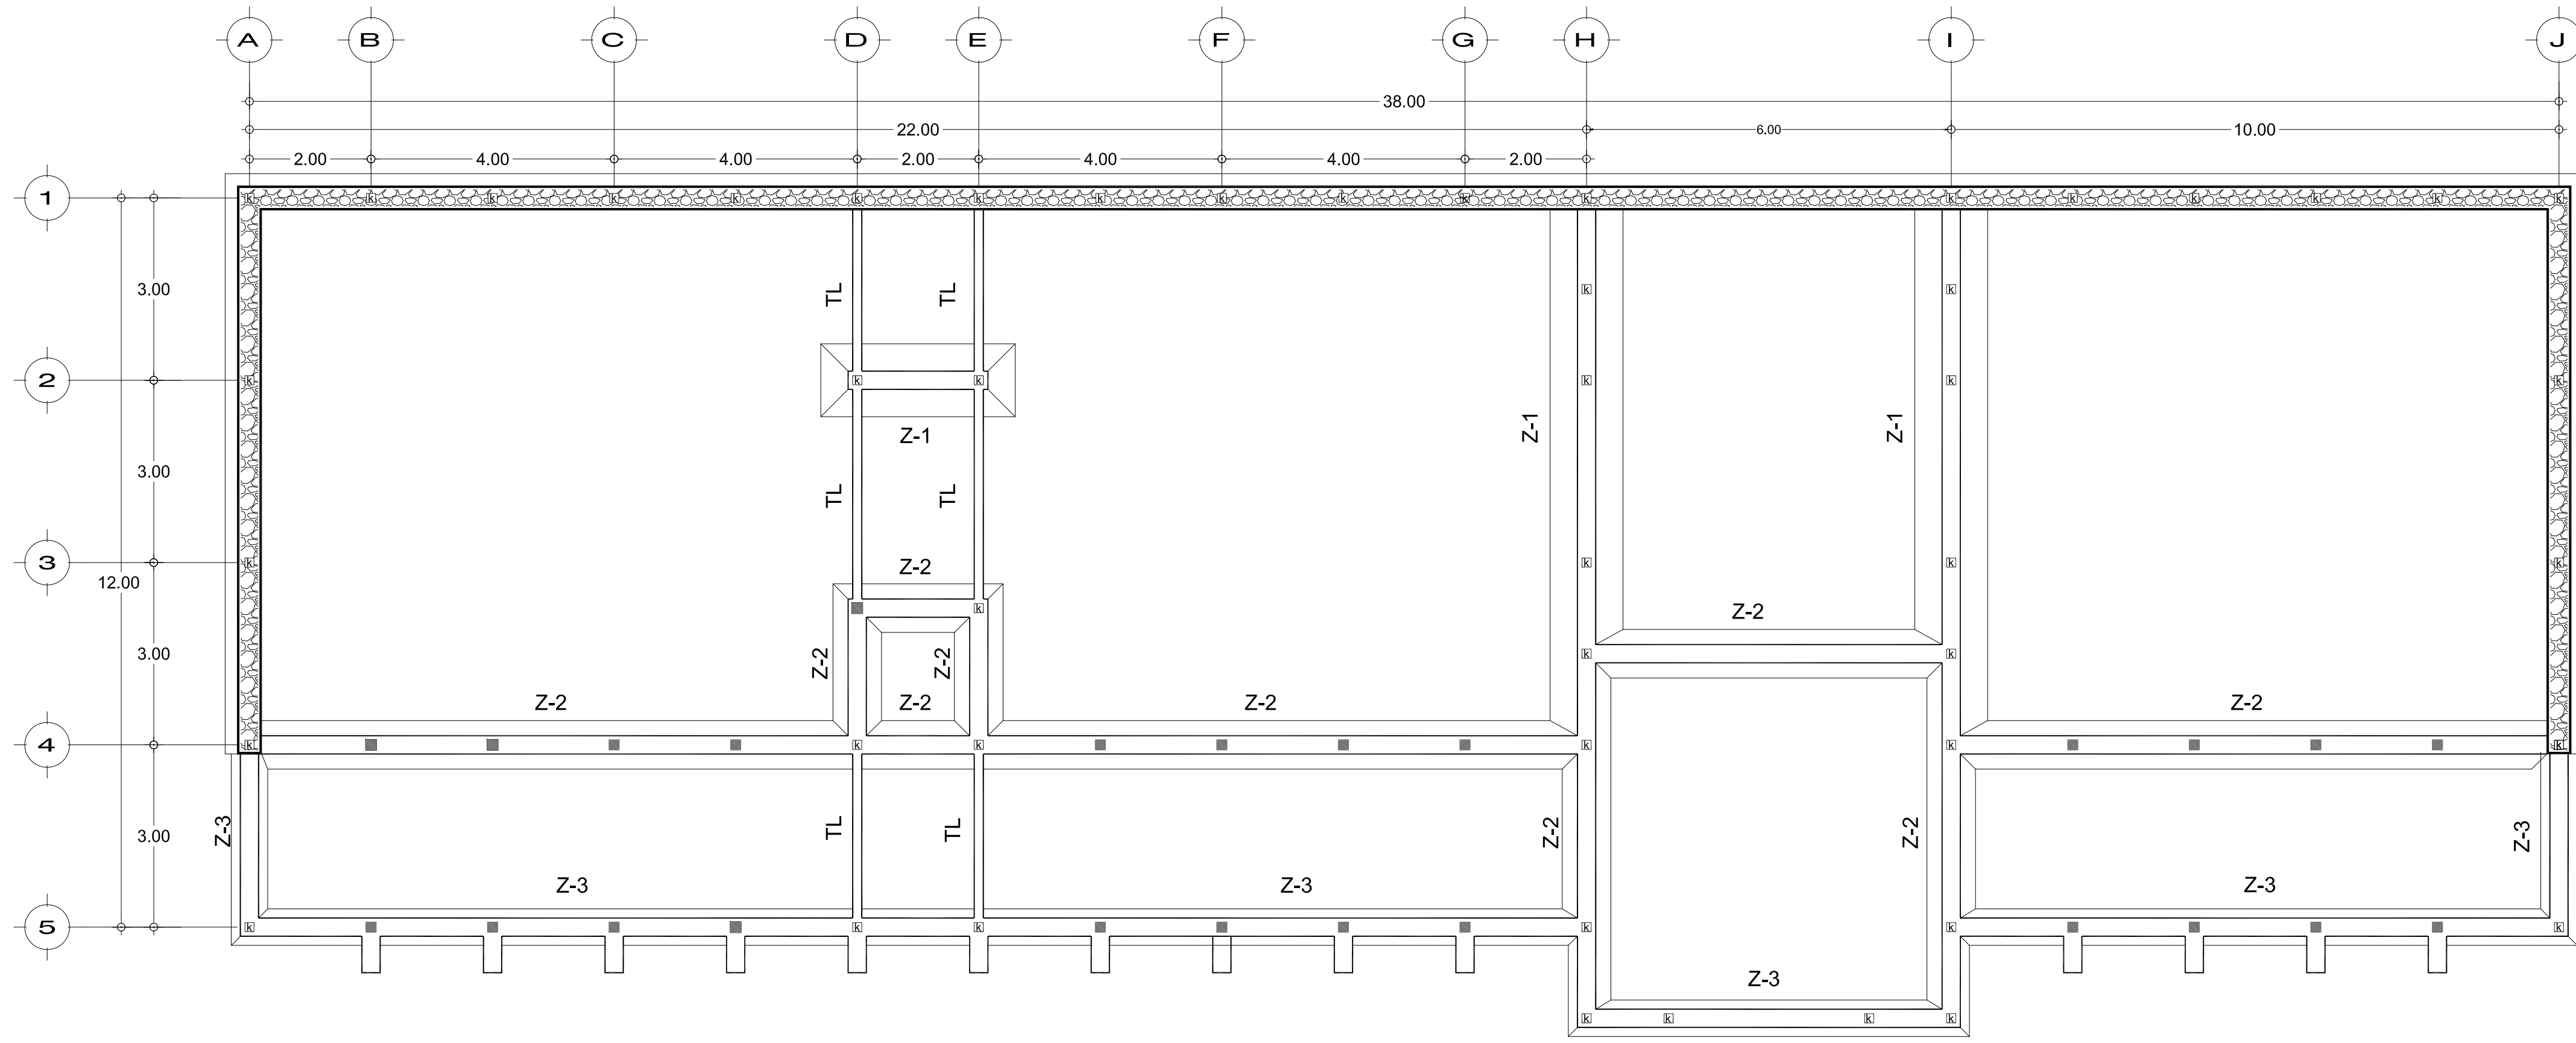 A B C D E F G H I J
38.00
22.00 6.00 10.00
2.00 4.00 4.00 2.00 4.00 4.00 2.00
1
k k k k k k k k k k k k k k k k k k
3.00 TL TL k k
2
k k k k k k
Z-1 Z-1 Z-1
3.00 TL TL
3
k k k k
12.00 Z-2
k
Z-2
3.00 Z-2 Z-2 k k
Z-2 Z-2 Z-2 Z-2
4
k k k k k k
3.00 Z-3 TL TL Z-2 Z-2 Z-3
Z-3 Z-3 Z-3
5
k k k k k k
Z-3
k k k k